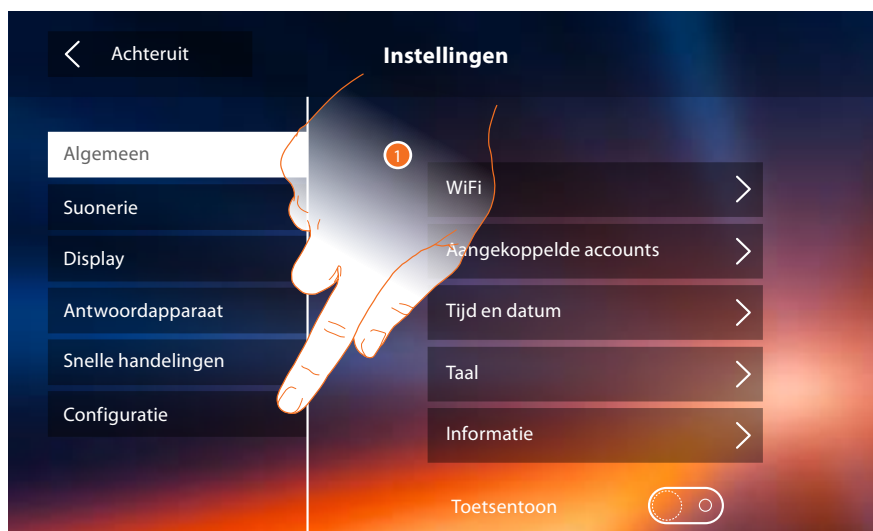 Achteruit
Instellingen
Algemeen
Suonerie
Display
Antwoordapparaat
Snelle handelingen
Configuratie
1
WiFi
Aangekoppelde accounts
Tijd en datum
Taal
Informatie
Toetsentoon